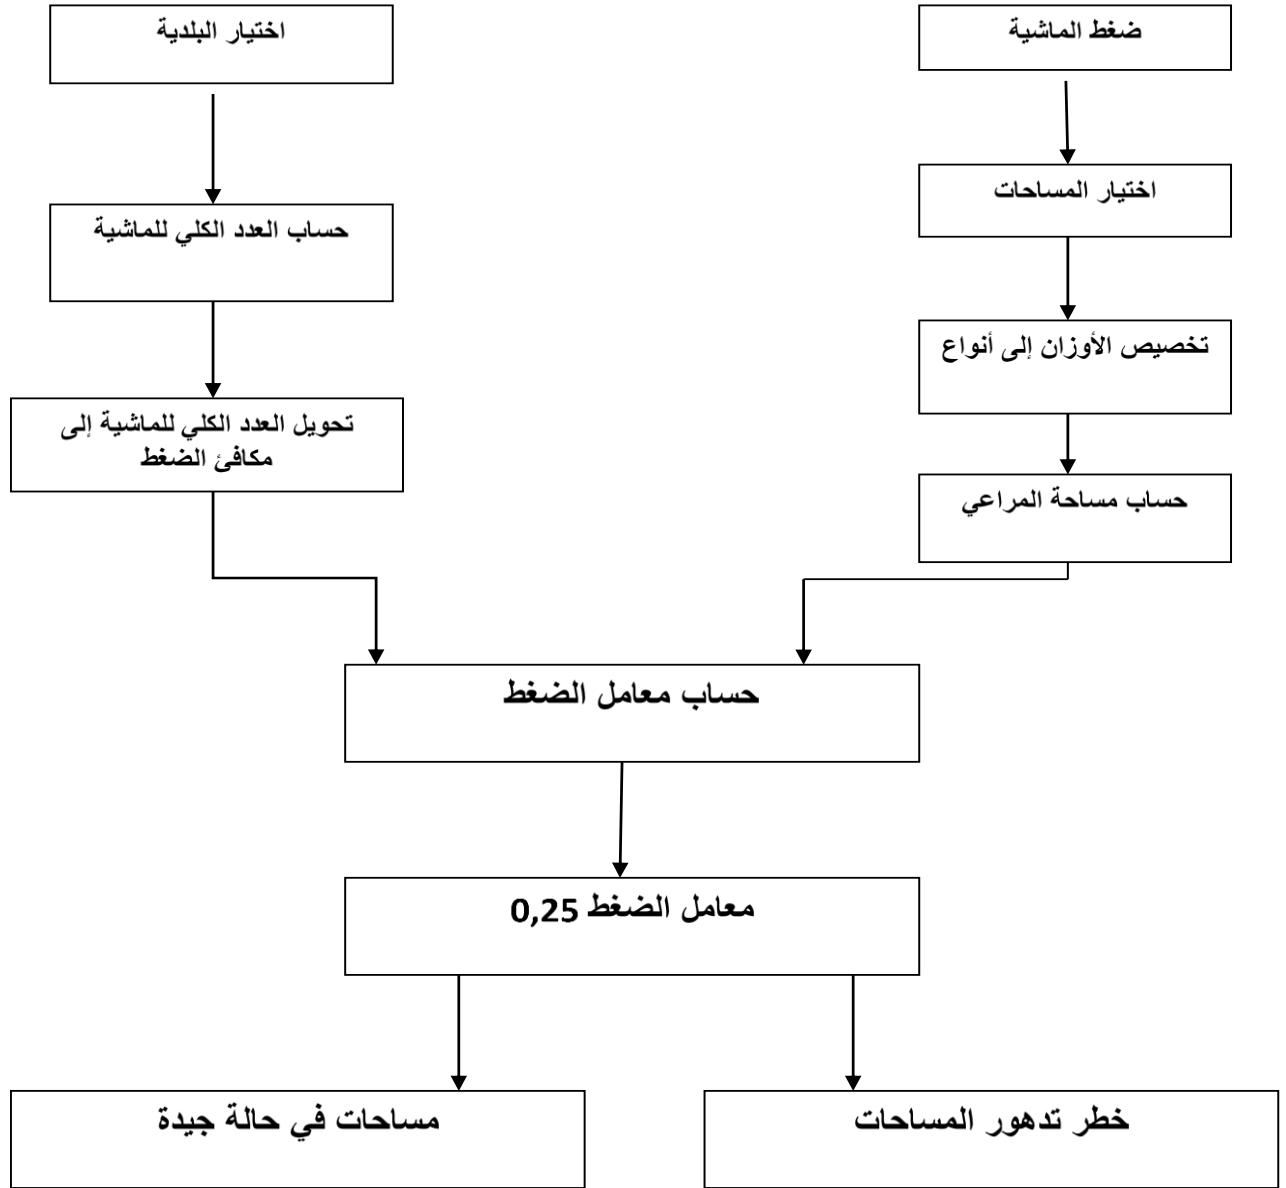 ضغط الماشية
اختيار البلدية
اختيار المساحات
حساب العدد الكلي للماشية
تخصيص الأوزان إلى أنواع
تحويل العدد الكلي للماشية إلى
مكافئ الضغط
حساب مساحة المراعي
حساب معامل الضغط
معامل الضغط 0,25
خطر تدهور المساحات
مساحات في حالة جيدة